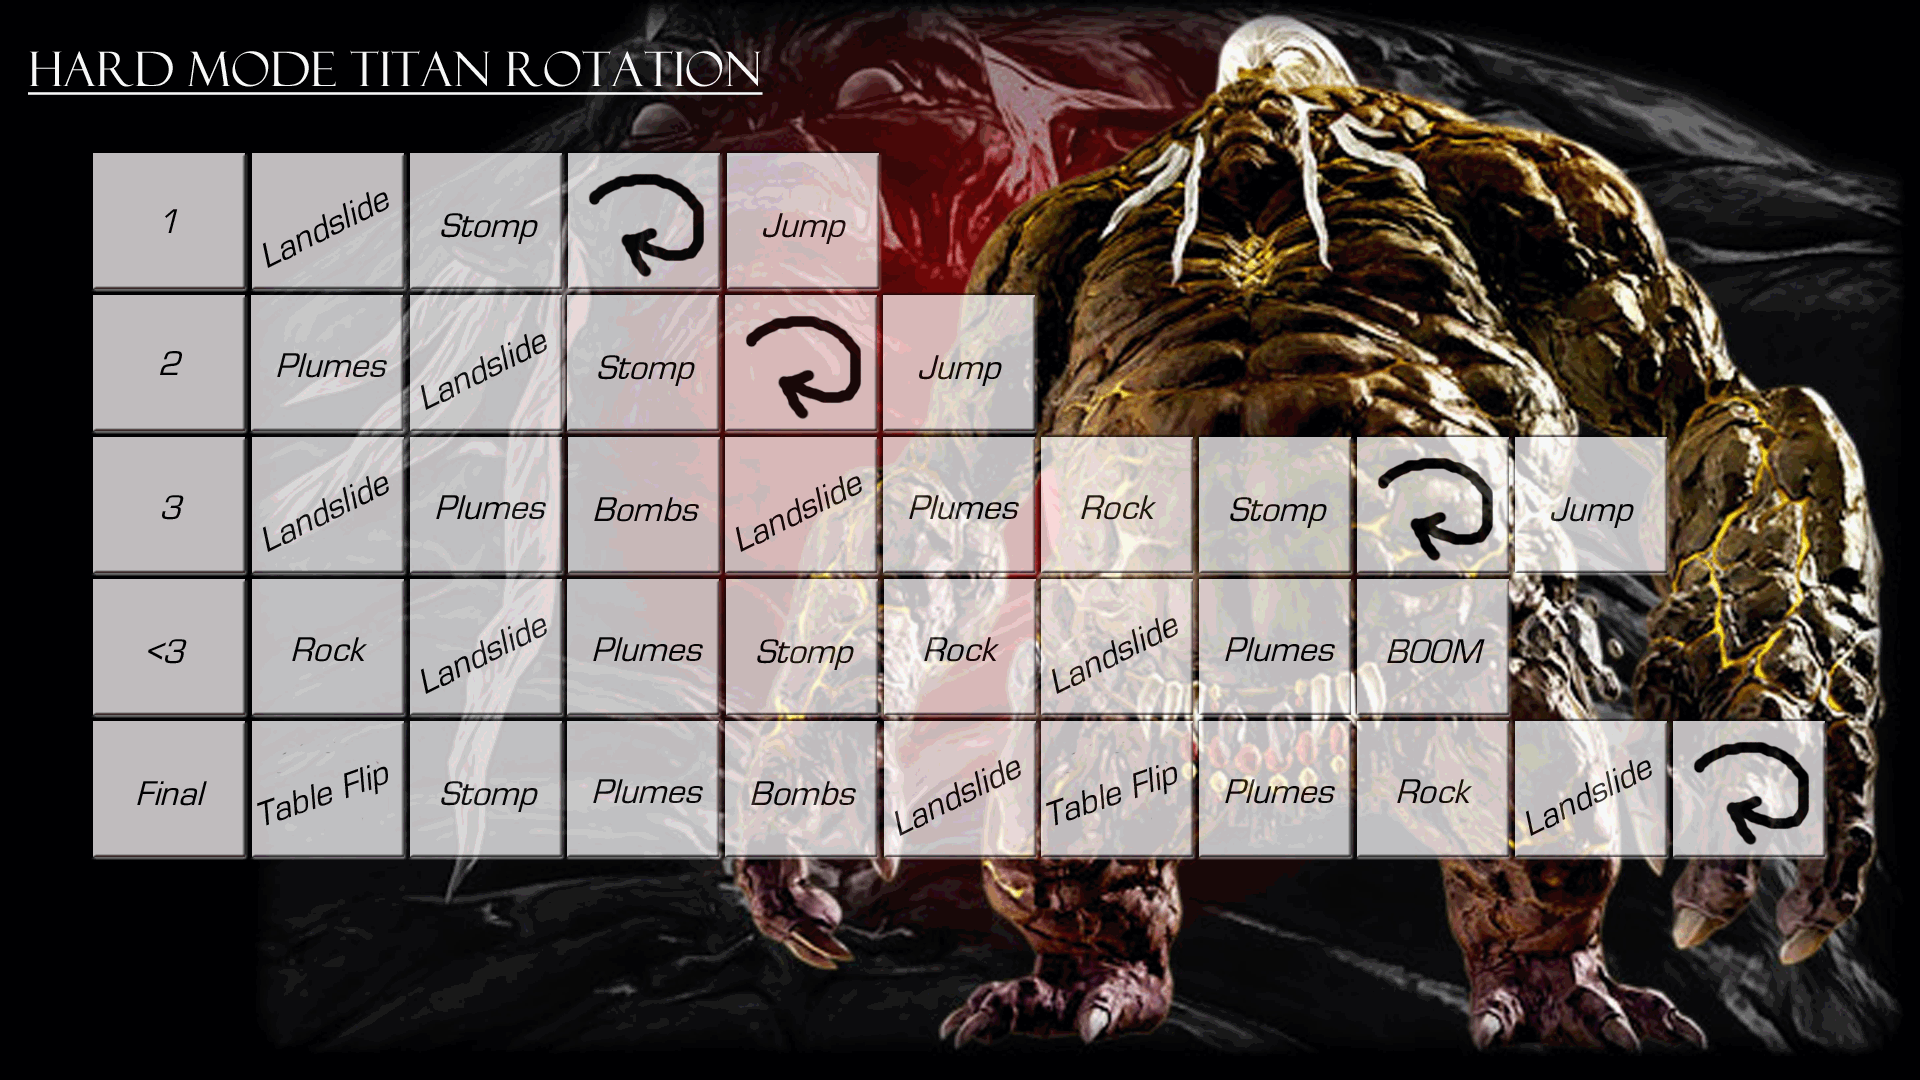 HARD MODE TITAN ROTATION
1 Landslide Stomp Jump
2 Plumes Landslide Stomp Jump
3 Landslide Plumes Bombs Landslide Plumes Rock Stomp Jump
<3 Rock Landslide Plumes Stomp Rock Landslide Plumes BOOM
Final Table Flip Stomp Plumes Bombs Landslide Table Flip Plumes Rock Landslide